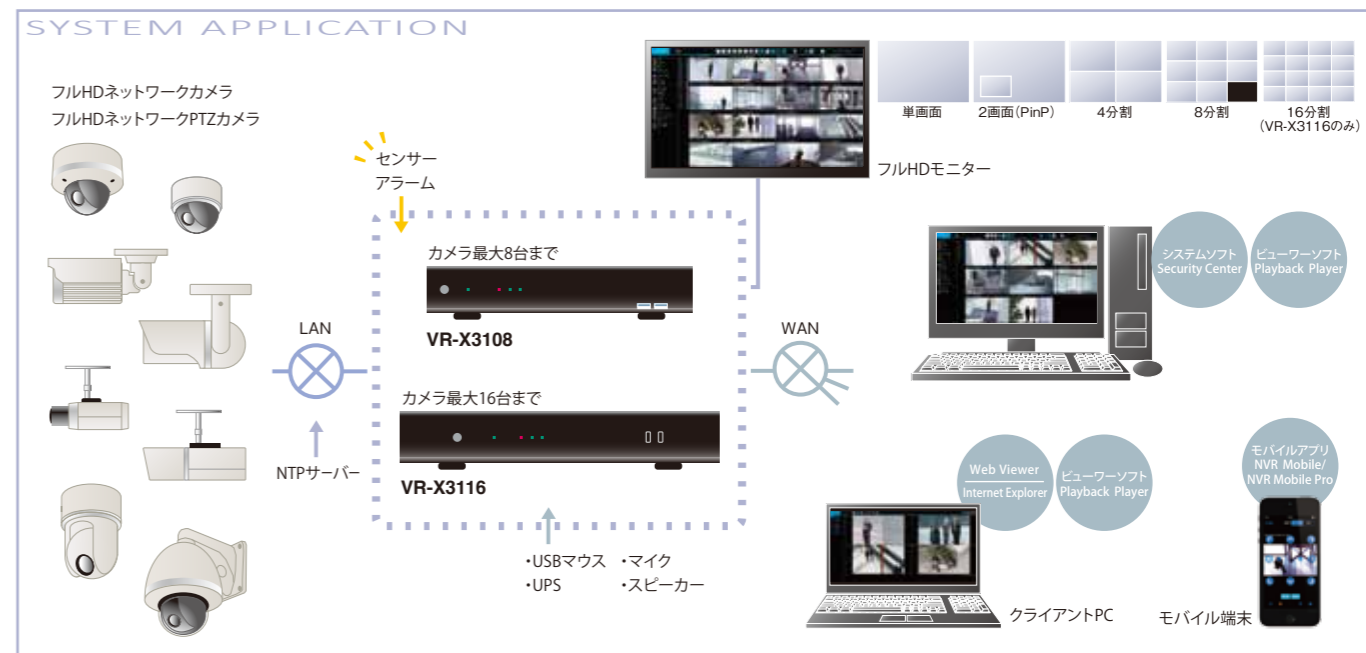 SYSTEM APPLICATION
フルHDネットワークカメラ
フルHDネットワークPTZカメラ
センサー
アラーム
単画面
2画面(PinP)
4分割
8分割
16分割
(VR-X3116のみ)
フルHDモニター
カメラ最大8台まで
VR-X3108
LAN
WAN
システムソフト
Security Center
ビューワーソフト
Playback Player
カメラ最大16台まで
VR-X3116
NTPサーバー
・USBマウス ・マイク
・UPS ・スピーカー
Web Viewer
Internet Explorer
ビューワーソフト
Playback Player
モバイルアプリ
NVR Mobile/
NVR Mobile Pro
クライアントPC
モバイル端末